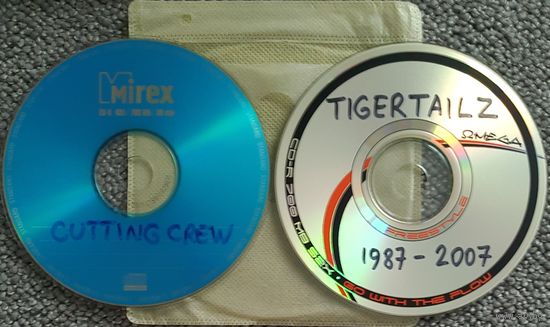 Mirex
CUTTING CREW
TIGERTAILZ
OMEGA
FREESTYLE
1987-2007
CD-R 700 MB 52X • GO WITH THE FLOW